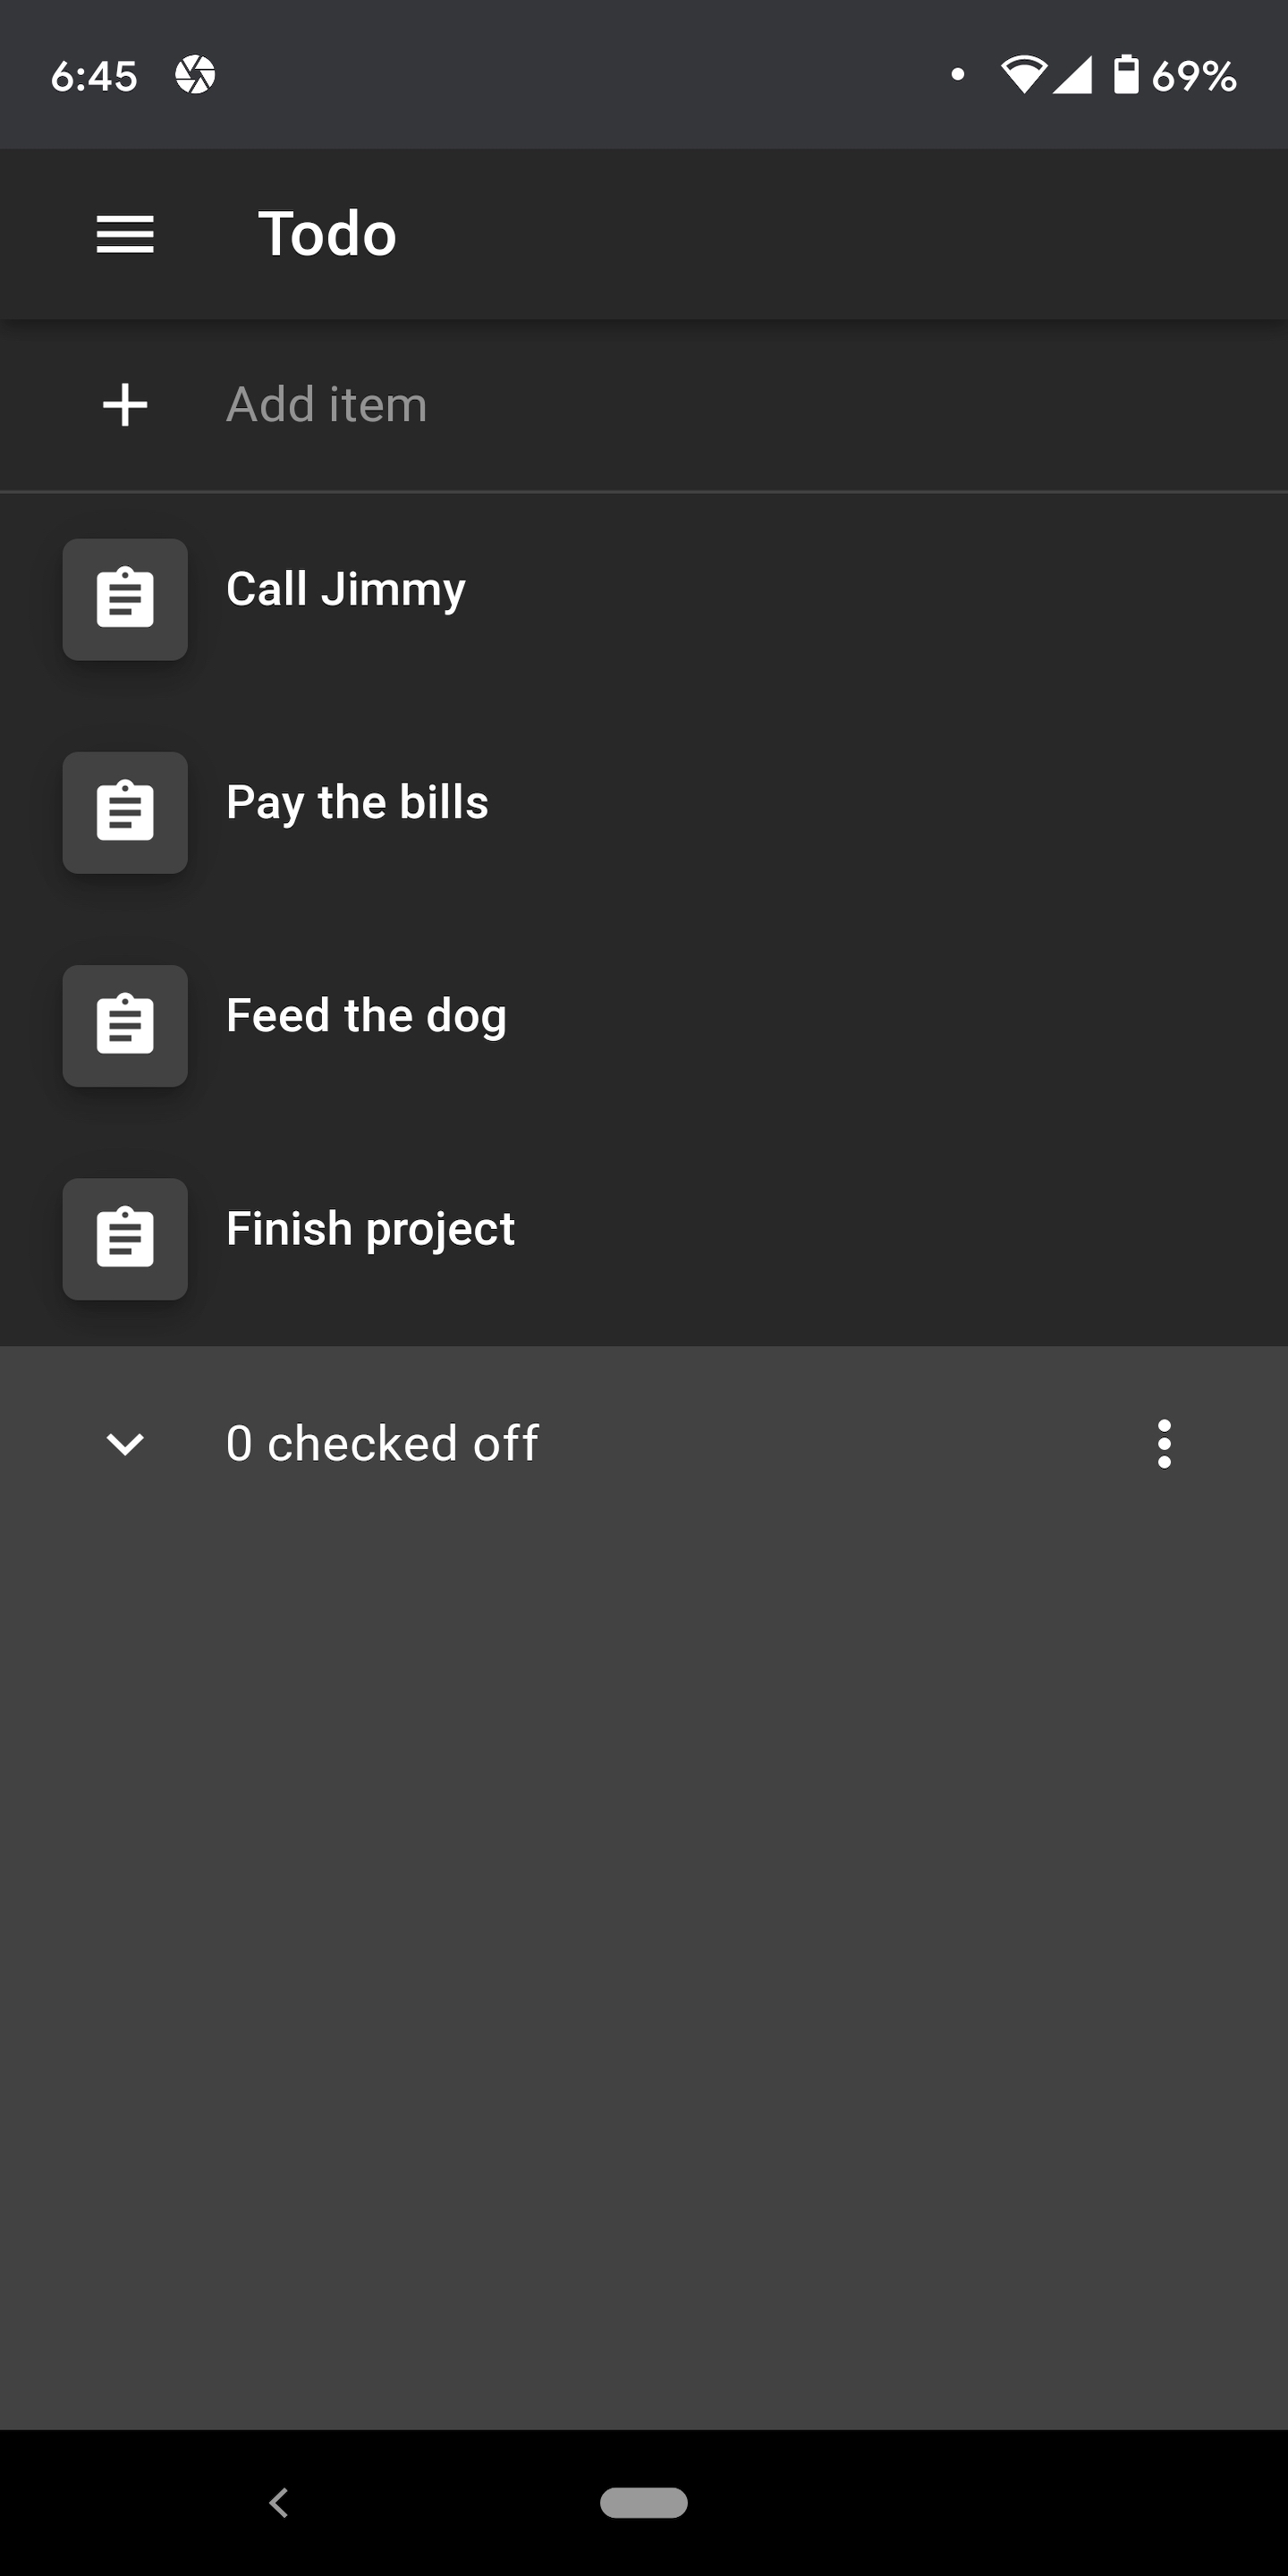 6:45 69%
Todo
Add item
Call Jimmy
Pay the bills
Feed the dog
Finish project
0 checked off